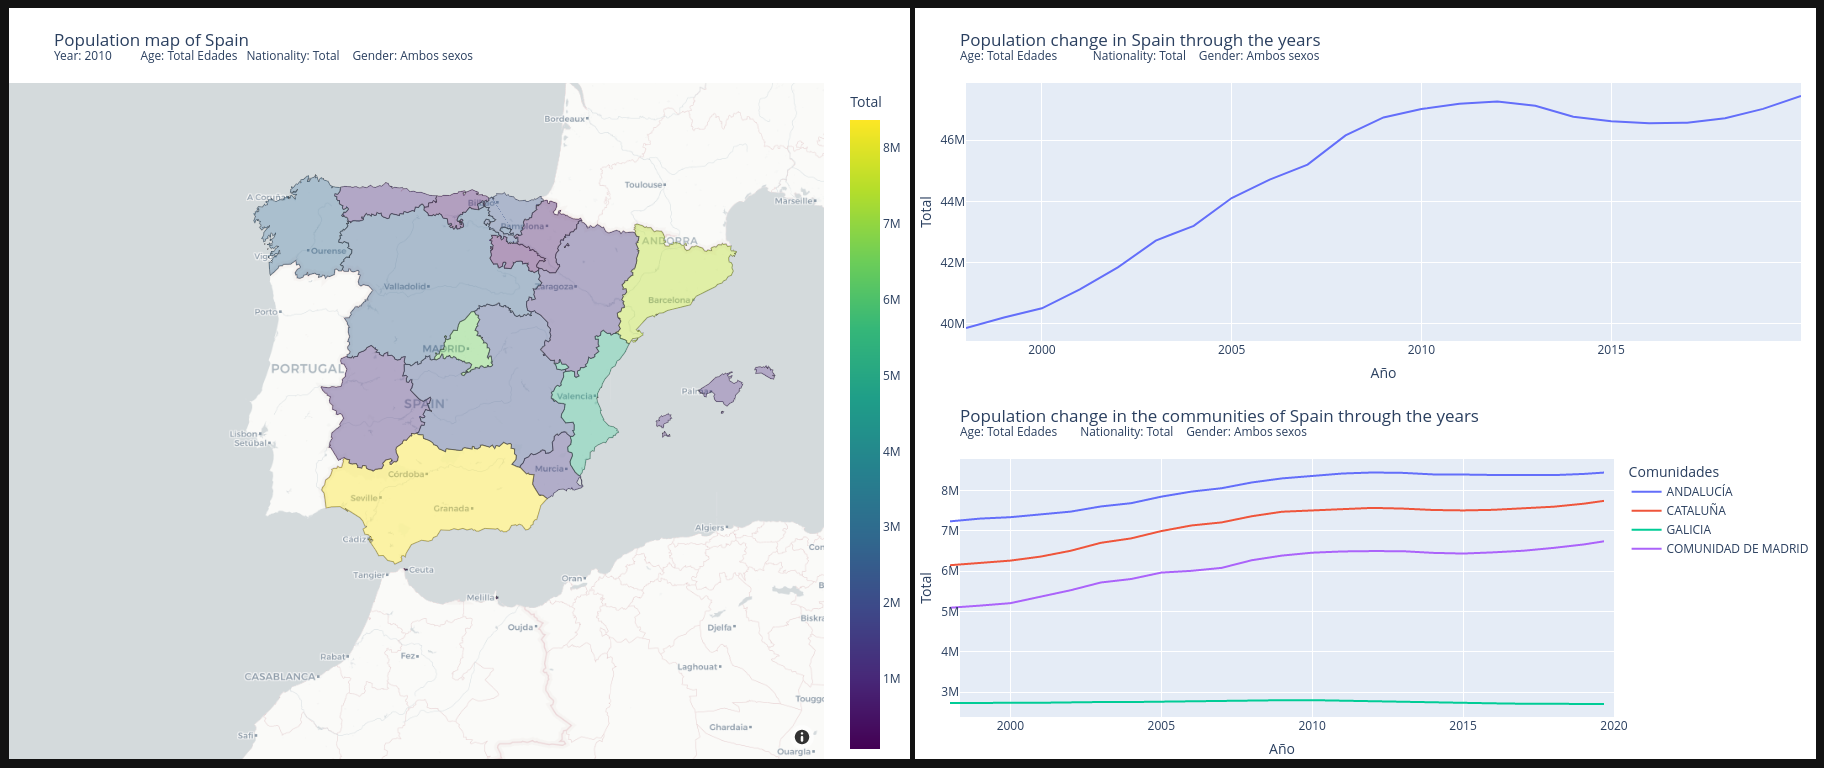 Population map of Spain
Year: 2010 Age: Total Edades Nationality: Total Gender: Ambos sexos
Total
8M
7M
6M
5M
4M
3M
2M
1M
Bordeaux
Toulouse
Marseille
A Coruña
Bilbao
Pamplona
ANDORRA
Vigo
Ourense
Valladolid
Zaragoza
Barcelona
Porto
MADRID
PORTUGAL
Palma
Valencia
SPAIN
Lisbon
Setubal
Murcia
Córdoba
Seville
Granada
Cádiz
Algiers
Con
Tangier
Ceuta
Oran
B
Melilla
Biskra
Oujda
Djelfa
Rabat
Fez
Laghouat
CASABLANCA
Tougg
Safi
Ghardaia
Ouargla
Population change in Spain through the years
Age: Total Edades Nationality: Total Gender: Ambos sexos
46M
44M
42M
40M
Total
2000 2005 2010 2015
Año
Population change in the communities of Spain through the years
Age: Total Edades Nationality: Total Gender: Ambos sexos
8M
7M
6M
5M
4M
3M
Total
2000 2005 2010 2015 2020
Año
Comunidades
ANDALUCÍA
CATALUÑA
GALICIA
COMUNIDAD DE MADRID